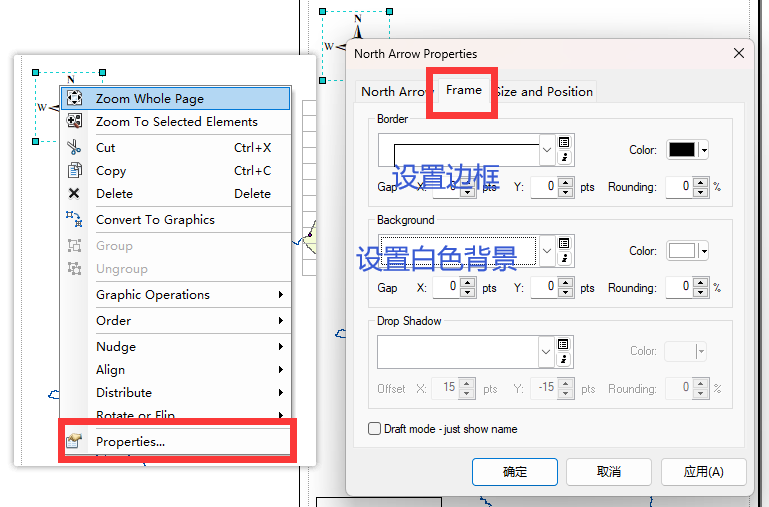 N
W
Zoom Whole Page
Zoom To Selected Elements
Cut Ctrl+X
Copy Ctrl+C
Delete Delete
Convert To Graphics
Group
Ungroup
Graphic Operations
Order
Nudge
Align
Distribute
Rotate or Flip
Properties...
N
W
North Arrow Properties
North Arrow Frame Size and Position
Border
Color:
设置边框
Gap X: 0 pts Y: 0 pts Rounding: 0 %
Background
设置白色背景
Color:
Gap X: 0 pts Y: 0 pts Rounding: 0 %
Drop Shadow
Color:
Offset X: 15 pts Y: -15 pts Rounding: 0 %
Draft mode - just show name
确定 取消 应用(A)